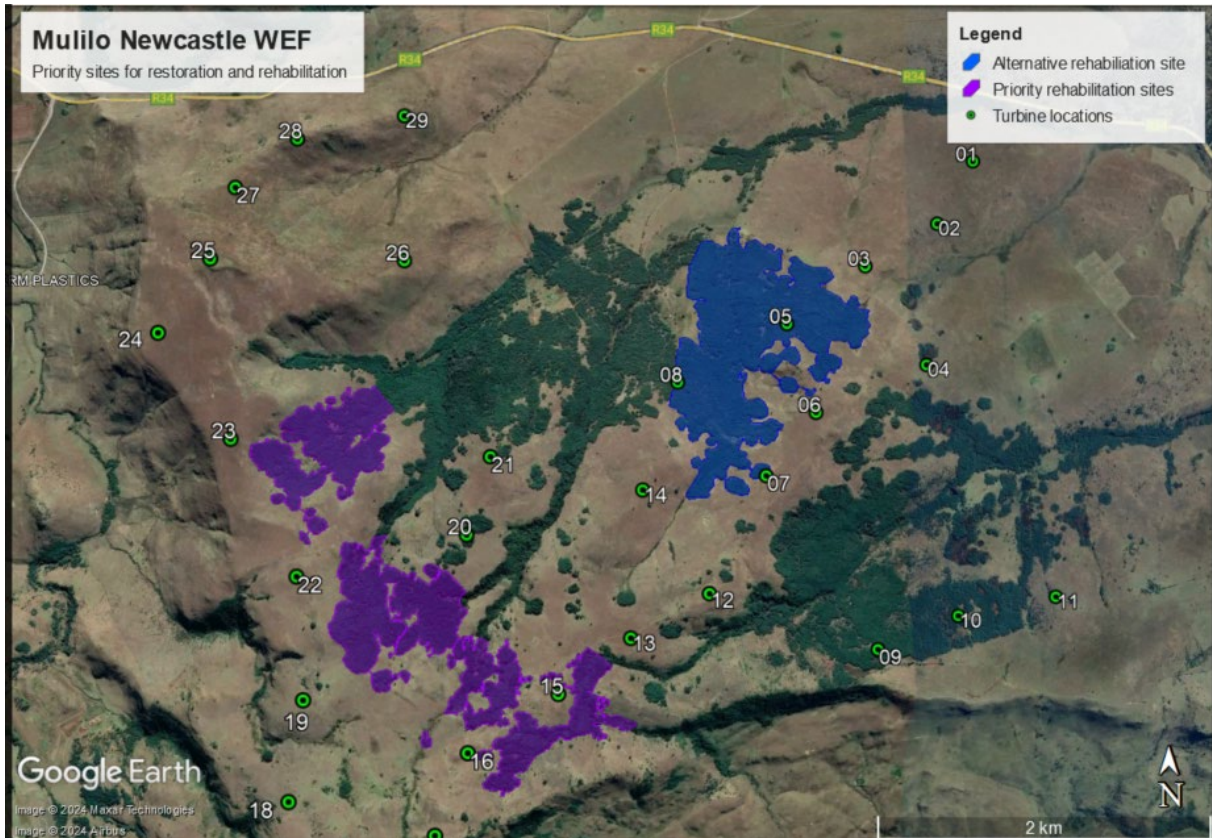 Mulilo Newcastle WEF
Priority sites for restoration and rehabilitation
Legend
Alternative rehabiliation site
Priority rehabilitation sites
Turbine locations
R34
R34
R34
R34
29
28
01
27
02
25
26
03
RM PLASTICS
05
24
04
08
06
23
21
07
14
20
22
12
11
10
13
09
15
19
16
18
Google Earth
Image © 2024 Maxar Technologies
Image © 2024 Airbus
N
2 km